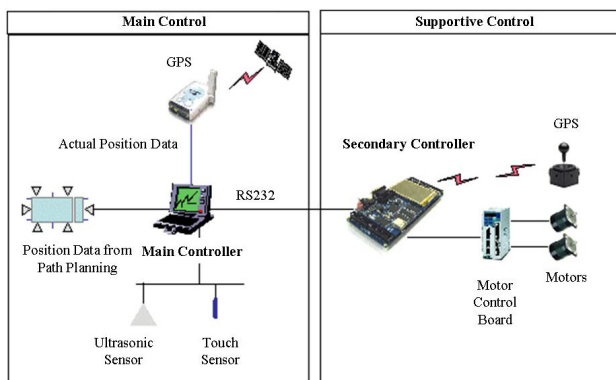 Main Control
Supportive Control
GPS
Actual Position Data
Secondary Controller
GPS
RS232
Position Data from
Path Planning
Main Controller
Motor
Control
Board
Motors
Ultrasonic
Sensor
Touch
Sensor